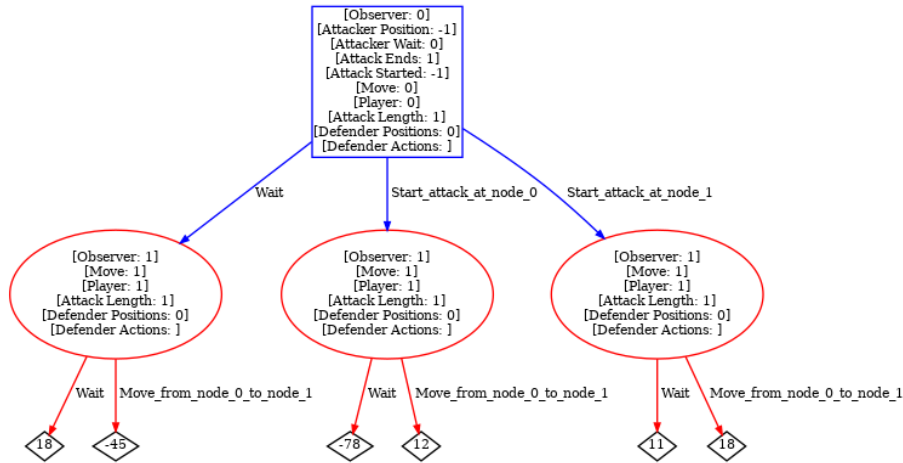 [Observer: 0]
[Attacker Position: -1]
[Attacker Wait: 0]
[Attack Ends: 1]
[Attack Started: -1]
[Move: 0]
[Player: 0]
[Attack Length: 1]
[Defender Positions: 0]
[Defender Actions: ]
Wait
Start_attack_at_node_0
Start_attack_at_node_1
[Observer: 1]
[Move: 1]
[Player: 1]
[Attack Length: 1]
[Defender Positions: 0]
[Defender Actions: ]
[Observer: 1]
[Move: 1]
[Player: 1]
[Attack Length: 1]
[Defender Positions: 0]
[Defender Actions: ]
[Observer: 1]
[Move: 1]
[Player: 1]
[Attack Length: 1]
[Defender Positions: 0]
[Defender Actions: ]
Wait
Move_from_node_0_to_node_1
Wait
Move_from_node_0_to_node_1
Wait
Move_from_node_0_to_node_1
18
-45
-78
12
11
18